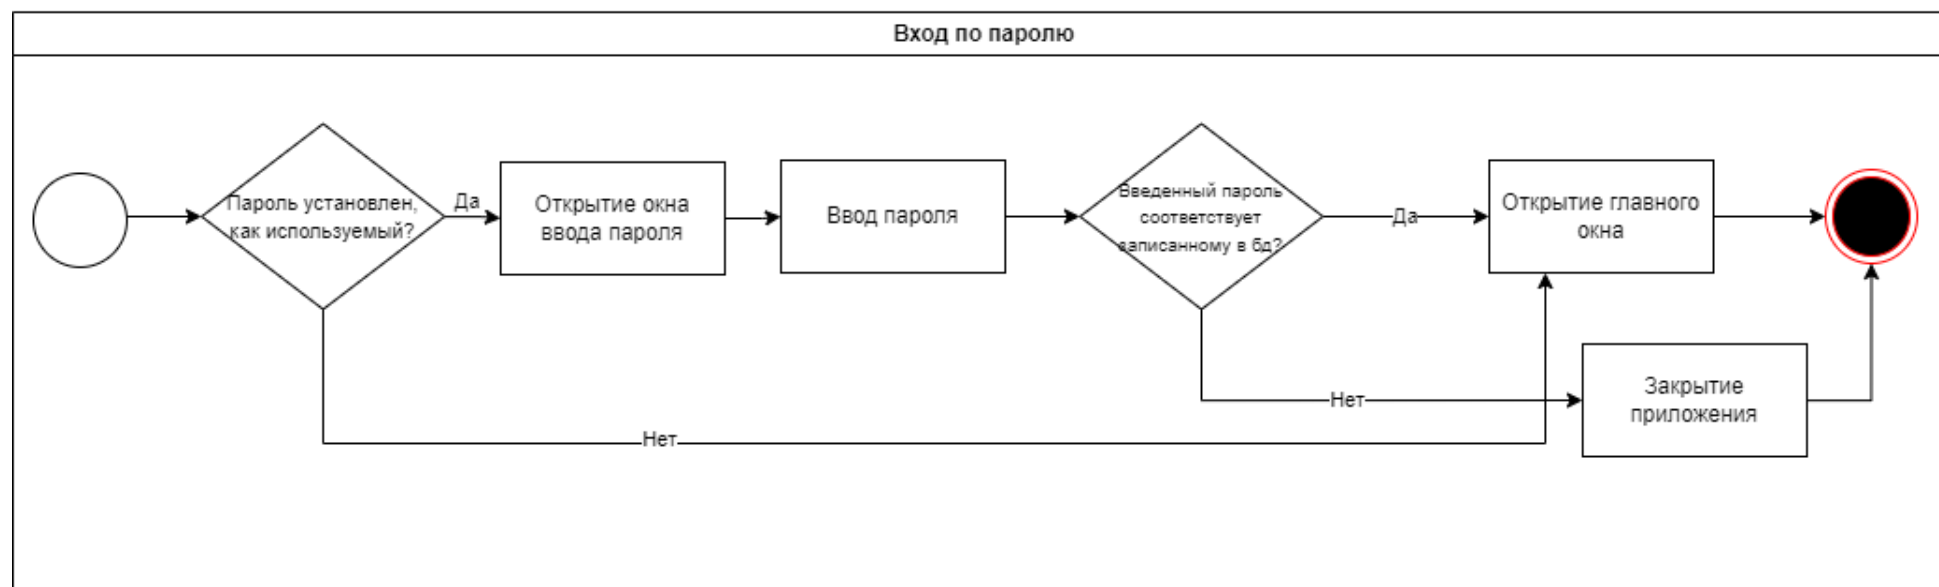 Вход по паролю
Пароль установлен,
как используемый?
Да
Открытие окна
ввода пароля
Ввод пароля
Введенный пароль
соответствует
записанному в бд?
Да
Открытие главного
окна
Нет
Закрытие
приложения
Нет